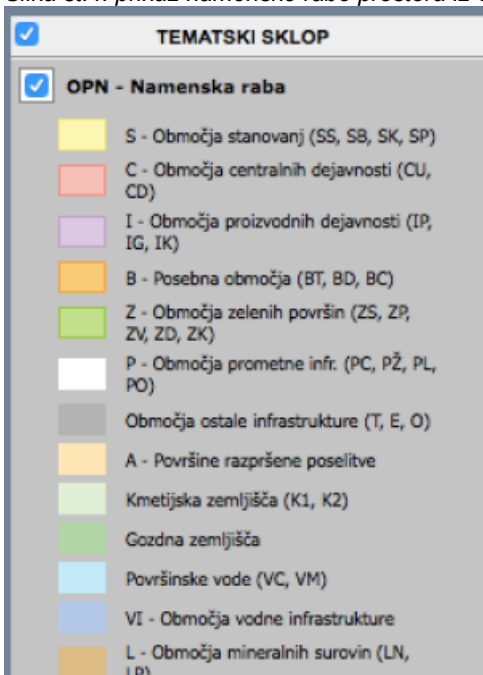 TEMATSKI SKLOP
OPN - Namenska raba
S - Območja stanovanj (SS, SB, SK, SP)
C - Območja centralnih dejavnosti (CU,
CD)
I - Območja proizvodnih dejavnosti (IP,
IG, IK)
B - Posebna območja (BT, BD, BC)
Z - Območja zelenih površin (ZS, ZP,
ZV, ZD, ZK)
P - Območja prometne infr. (PC, PŽ, PL,
PO)
Območja ostale infrastrukture (T, E, O)
A - Površine razpršene poselitve
Kmetijska zemljišča (K1, K2)
Gozdna zemljišča
Površinske vode (VC, VM)
VI - Območja vodne infrastrukture
L - Območja mineralnih surovin (LN,
LP)